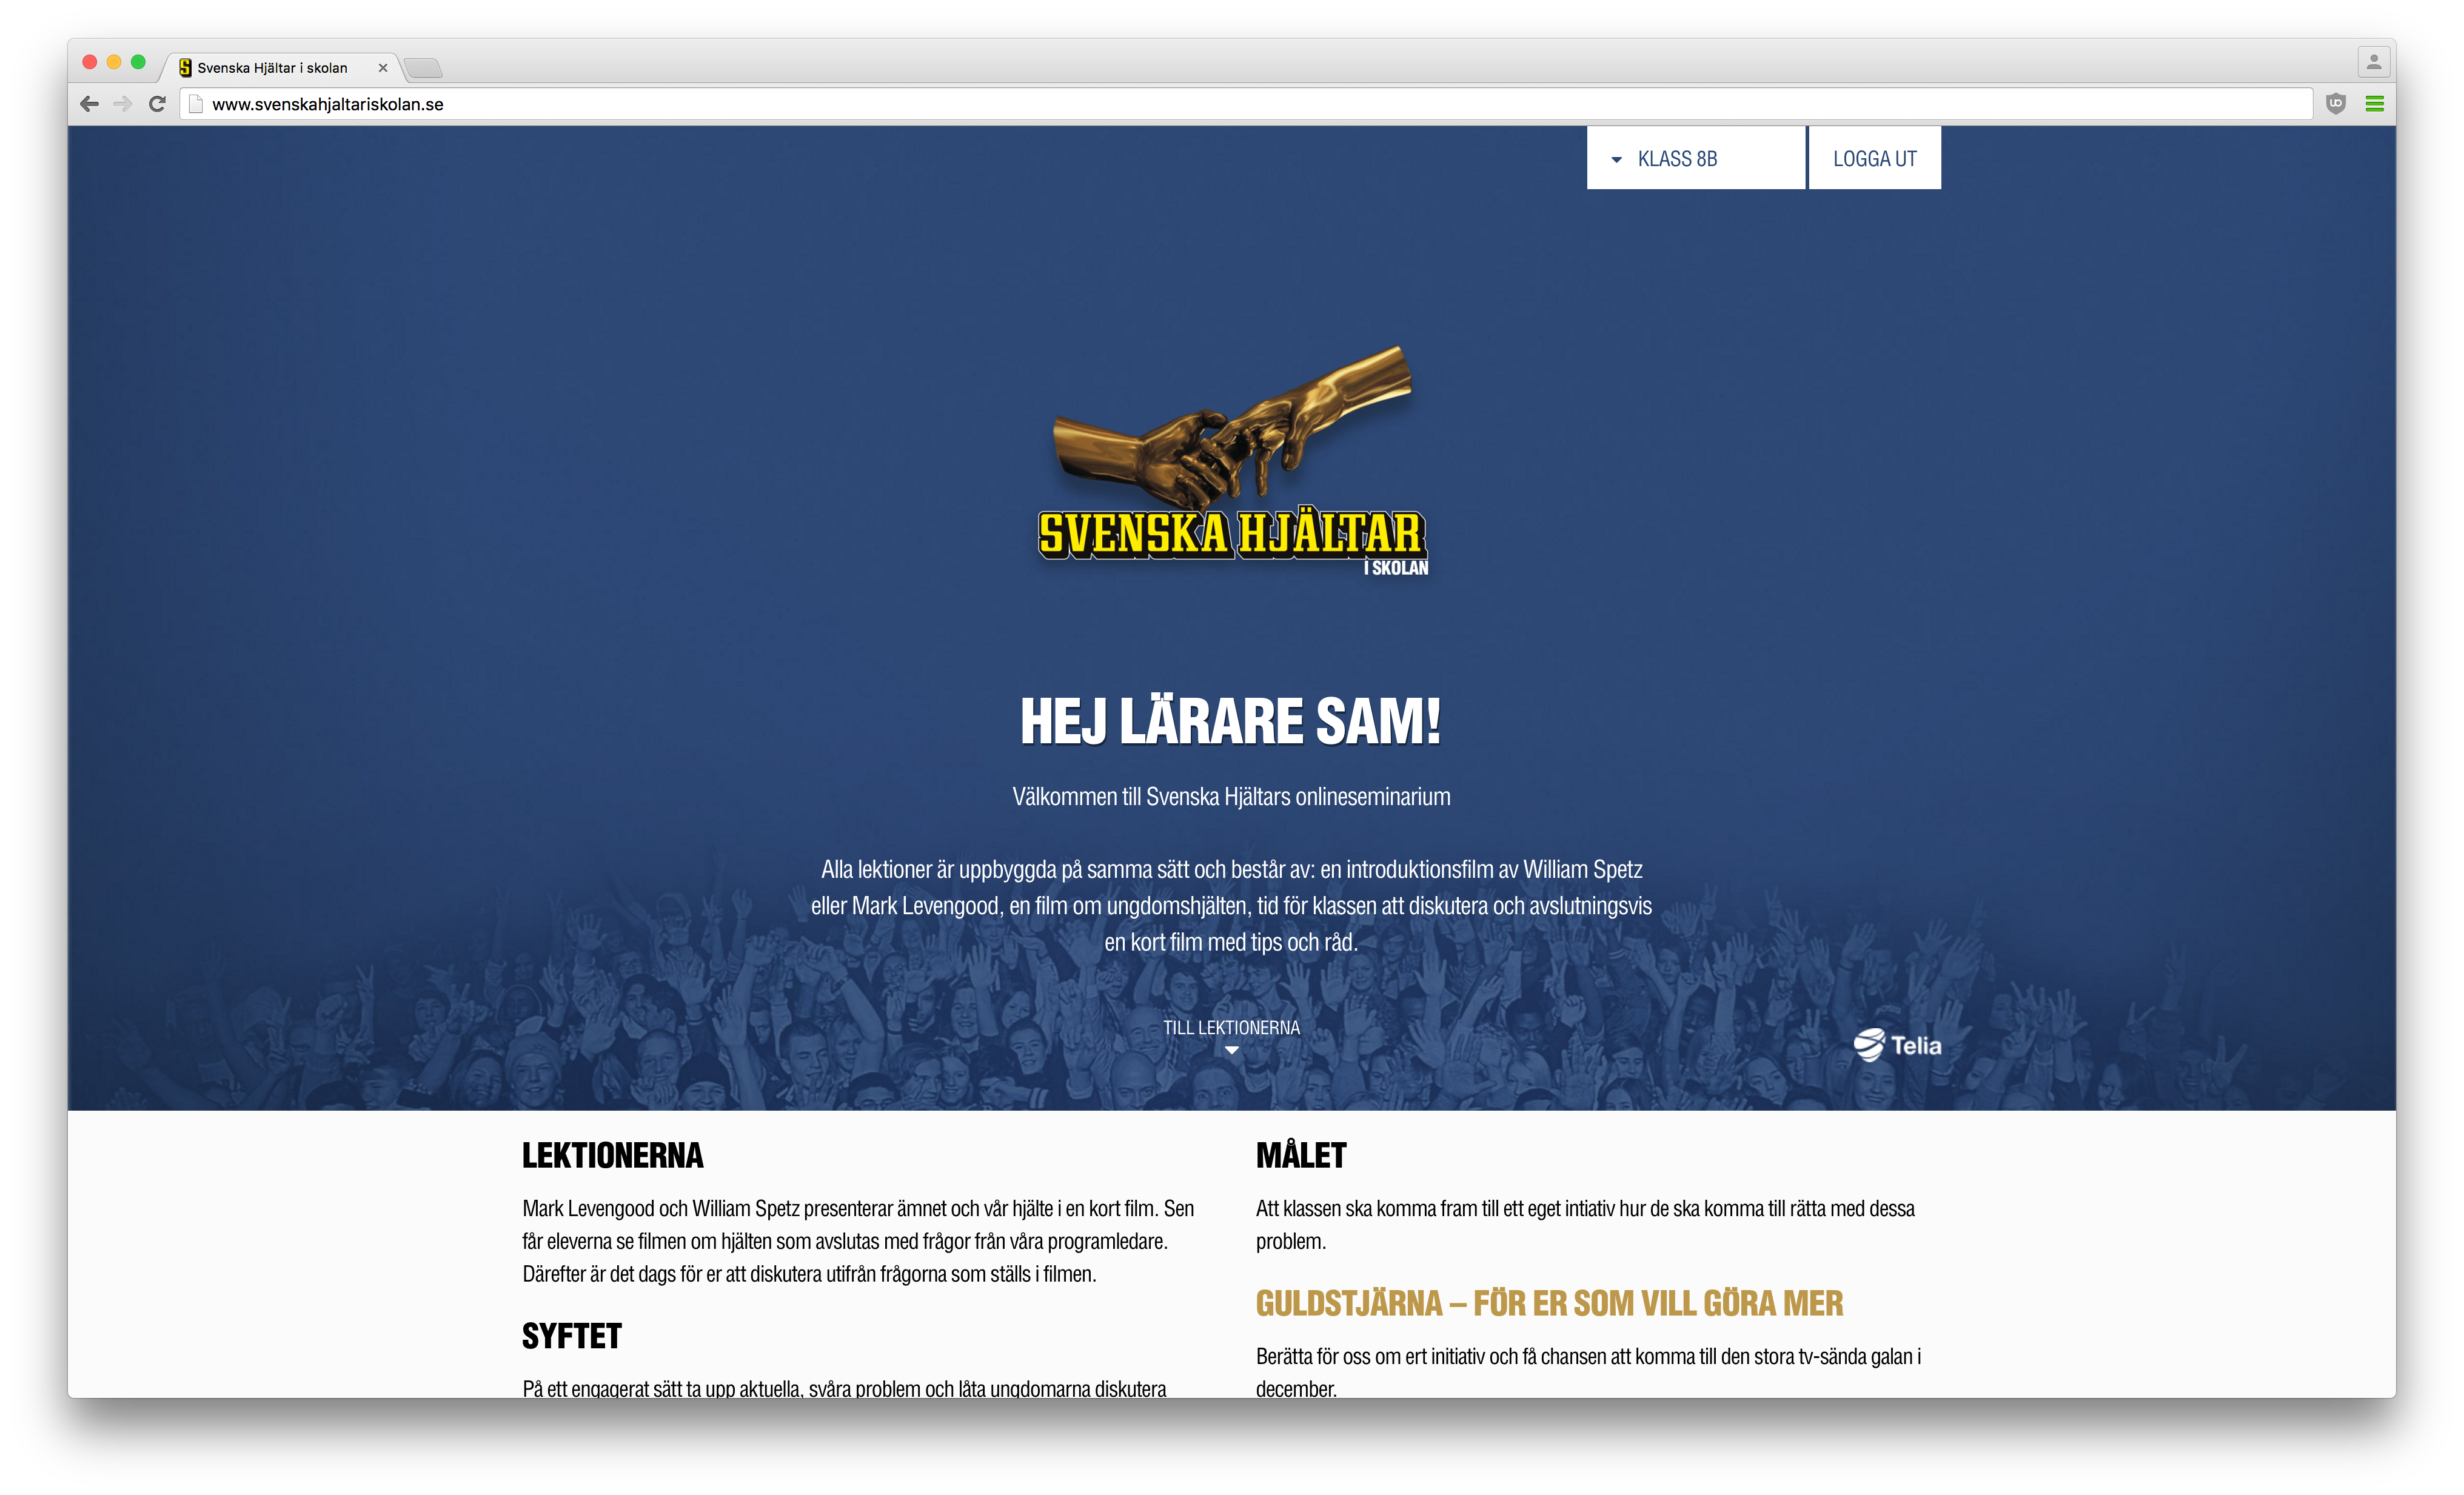 Svenska Hjältar i skolan
www.svenskahjaltariskolan.se
KLASS 8B
LOGGA UT
SVENSKA HJÄLTAR
I SKOLAN
HEJ LÄRARE SAM!
Välkommen till Svenska Hjältars onlineseminarium
Alla lektioner är uppbyggda på samma sätt och består av: en introduktionsfilm av William Spetz
eller Mark Levengood, en film om ungdomshjälten, tid för klassen att diskutera och avslutningsvis
en kort film med tips och råd.
TILL LEKTIONERNA
Telia
LEKTIONERNA
Mark Levengood och William Spetz presenterar ämnet och vår hjälte i en kort film. Sen
får eleverna se filmen om hjälten som avslutas med frågor från våra programledare.
Därefter är det dags för er att diskutera utifrån frågorna som ställs i filmen.
SYFTET
På ett engagerat sätt ta upp aktuella, svåra problem och låta ungdomarna diskutera
MÅLET
Att klassen ska komma fram till ett eget intiativ hur de ska komma till rätta med dessa
problem.
GULDSTJÄRNA – FÖR ER SOM VILL GÖRA MER
Berätta för oss om ert initiativ och få chansen att komma till den stora tv-sända galan i
december.